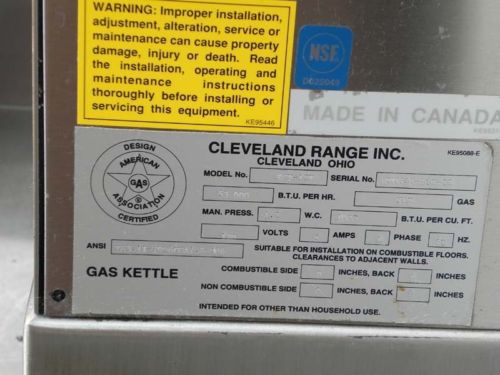 WARNING: Improper installation,
adjustment, alteration, service or
maintenance can cause property
damage, injury or death. Read
the installation, operating and
maintenance instructions
thoroughly before installing or
servicing this equipment.
KE95446
NSF
MADE IN CANADA
DESIGN
AMERICAN
GAS
ASSOCIATION
®
CERTIFIED
CLEVELAND RANGE INC.
KE95088-E
CLEVELAND OHIO
MODEL No. SERIAL No.
B.T.U. PER HR. GAS
MAN. PRESS. W.C. B.T.U. PER CU. FT.
VOLTS AMPS PHASE HZ.
ANSI
SUITABLE FOR INSTALLATION ON COMBUSTIBLE FLOORS.
CLEARANCES TO ADJACENT WALLS.
GAS KETTLE
COMBUSTIBLE SIDE INCHES, BACK INCHES
NON COMBUSTIBLE SIDE INCHES, BACK INCHES
INTENDED FOR OTHER THAN HOUSEHOLD USE.